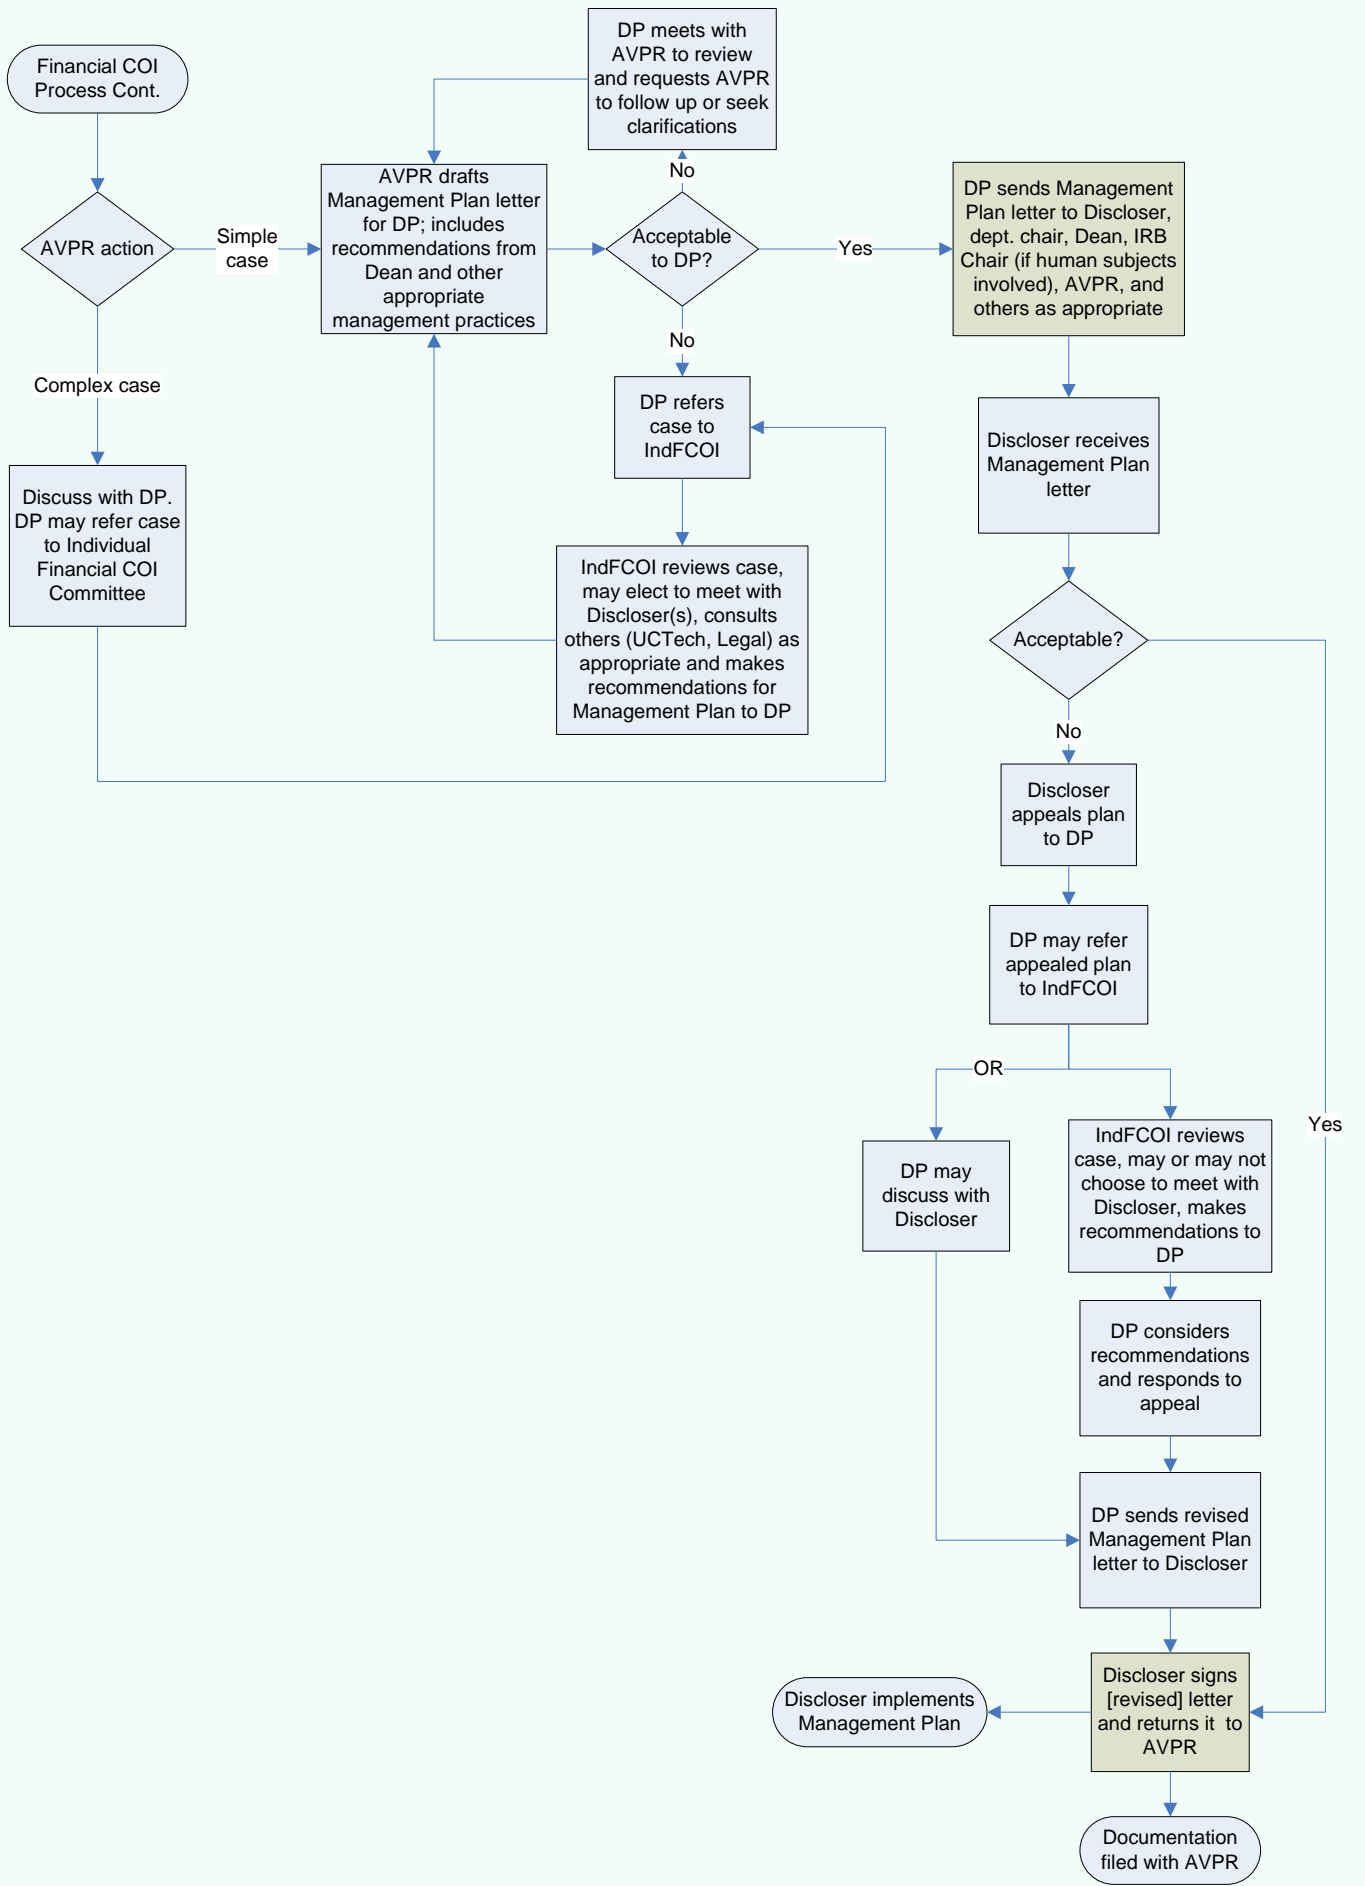 Financial COI
Process Cont.
AVPR action
Simple
case
Complex case
Discuss with DP.
DP may refer case
to Individual
Financial COI
Committee
AVPR drafts
Management Plan letter
for DP; includes
recommendations from
Dean and other
appropriate
management practices
DP meets with
AVPR to review
and requests AVPR
to follow up or seek
clarifications
No
Acceptable
to DP?
Yes
No
DP refers
case to
IndFCOI
IndFCOI reviews case,
may elect to meet with
Discloser(s), consults
others (UCTech, Legal) as
appropriate and makes
recommendations for
Management Plan to DP
DP sends Management
Plan letter to Discloser,
dept. chair, Dean, IRB
Chair (if human subjects
involved), AVPR, and
others as appropriate
Discloser receives
Management Plan
letter
Acceptable?
No
Yes
Discloser
appeals plan
to DP
DP may refer
appealed plan
to IndFCOI
OR
DP may
discuss with
Discloser
IndFCOI reviews
case, may or may not
choose to meet with
Discloser, makes
recommendations to
DP
DP considers
recommendations
and responds to
appeal
DP sends revised
Management Plan
letter to Discloser
Discloser signs
[revised] letter
and returns it  to
AVPR
Discloser implements
Management Plan
Documentation
filed with AVPR